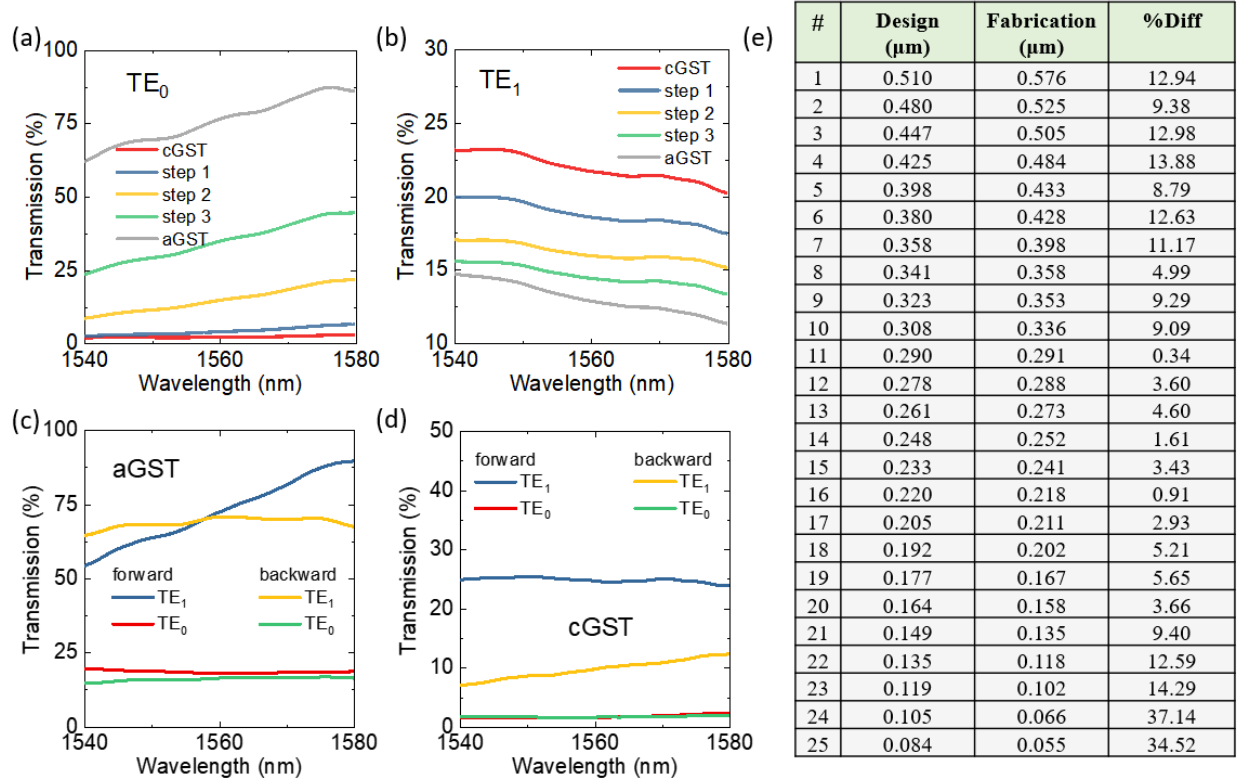 (a)
100
75
50
25
0
1540
1560
1580
Transmission (%)
Wavelength (nm)
TE₀
cGST
step 1
step 2
step 3
aGST
(b)
30
25
20
15
10
1540
1560
1580
Transmission (%)
Wavelength (nm)
TE₁
cGST
step 1
step 2
step 3
aGST
(c)
100
75
50
25
0
1540
1560
1580
Transmission (%)
Wavelength (nm)
aGST
forward backward
TE₁ TE₁
TE₀ TE₀
(d)
50
40
30
20
10
0
1540
1560
1580
Transmission (%)
Wavelength (nm)
forward backward
TE₁ TE₁
TE₀ TE₀
cGST
(e)
# Design Fabrication %Diff
(μm) (μm)
1 0.510 0.576 12.94
2 0.480 0.525 9.38
3 0.447 0.505 12.98
4 0.425 0.484 13.88
5 0.398 0.433 8.79
6 0.380 0.428 12.63
7 0.358 0.398 11.17
8 0.341 0.358 4.99
9 0.323 0.353 9.29
10 0.308 0.336 9.09
11 0.290 0.291 0.34
12 0.278 0.288 3.60
13 0.261 0.273 4.60
14 0.248 0.252 1.61
15 0.233 0.241 3.43
16 0.220 0.218 0.91
17 0.205 0.211 2.93
18 0.192 0.202 5.21
19 0.177 0.167 5.65
20 0.164 0.158 3.66
21 0.149 0.135 9.40
22 0.135 0.118 12.59
23 0.119 0.102 14.29
24 0.105 0.066 37.14
25 0.084 0.055 34.52